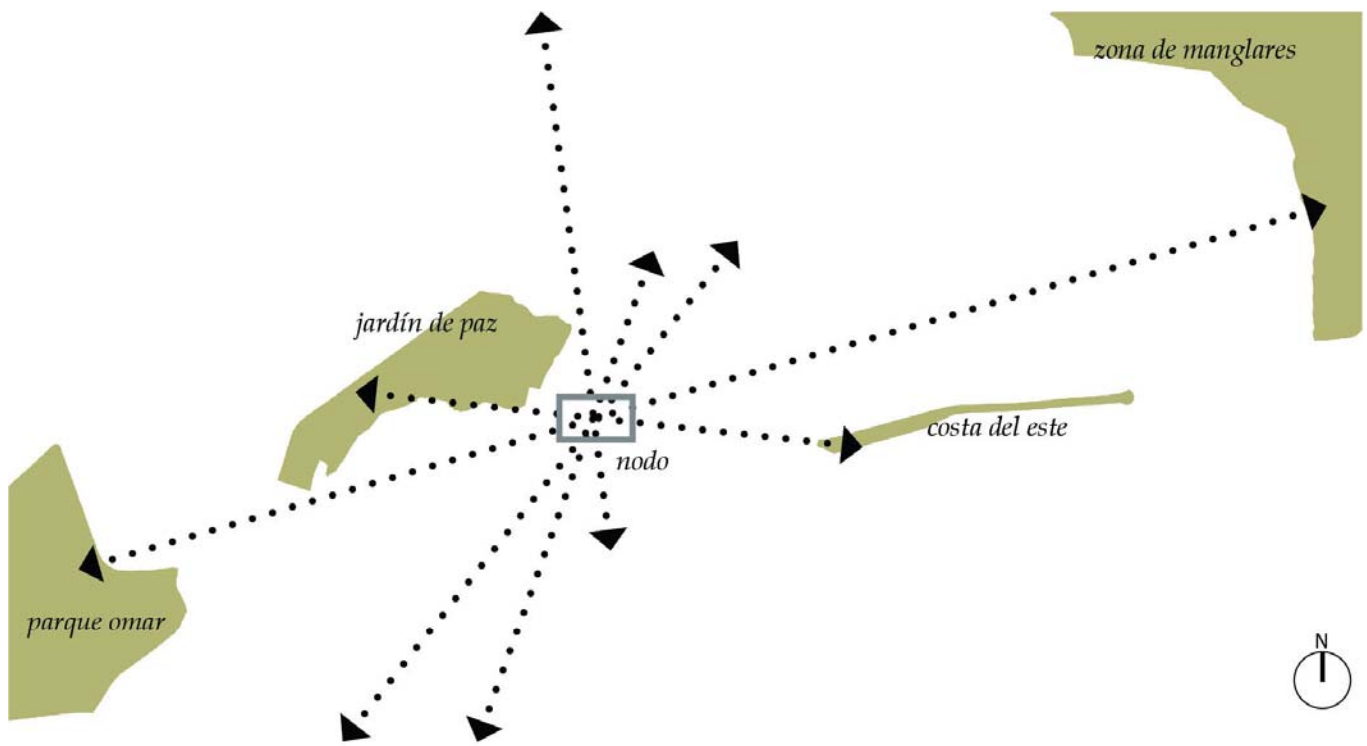 zona de manglares
jardín de paz
costa del este
nodo
parque omar
N